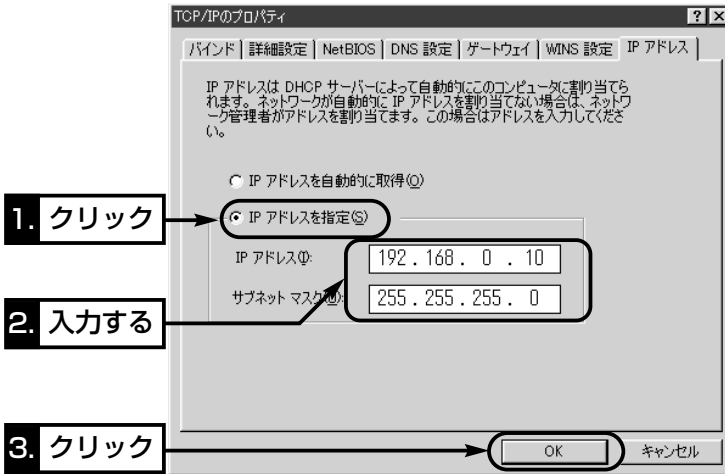 TCP/IPのプロパティ
バインド 詳細設定 NetBIOS DNS 設定 ゲートウェイ WINS 設定 IP アドレス
IP アドレスは DHCP サーバーによって自動的にこのコンピュータに割り当てら
れます。ネットワークが自動的に IP アドレスを割り当てない場合は、ネットワ
ーク管理者がアドレスを割り当てます。この場合はアドレスを入力してくださ
い。
IP アドレスを自動的に取得(O)
1. クリック
IP アドレスを指定(S)
IP アドレス(I):
192 . 168 . 0 . 10
サブネット マスク(U):
255 . 255 . 255 . 0
2. 入力する
3. クリック
OK
キャンセル